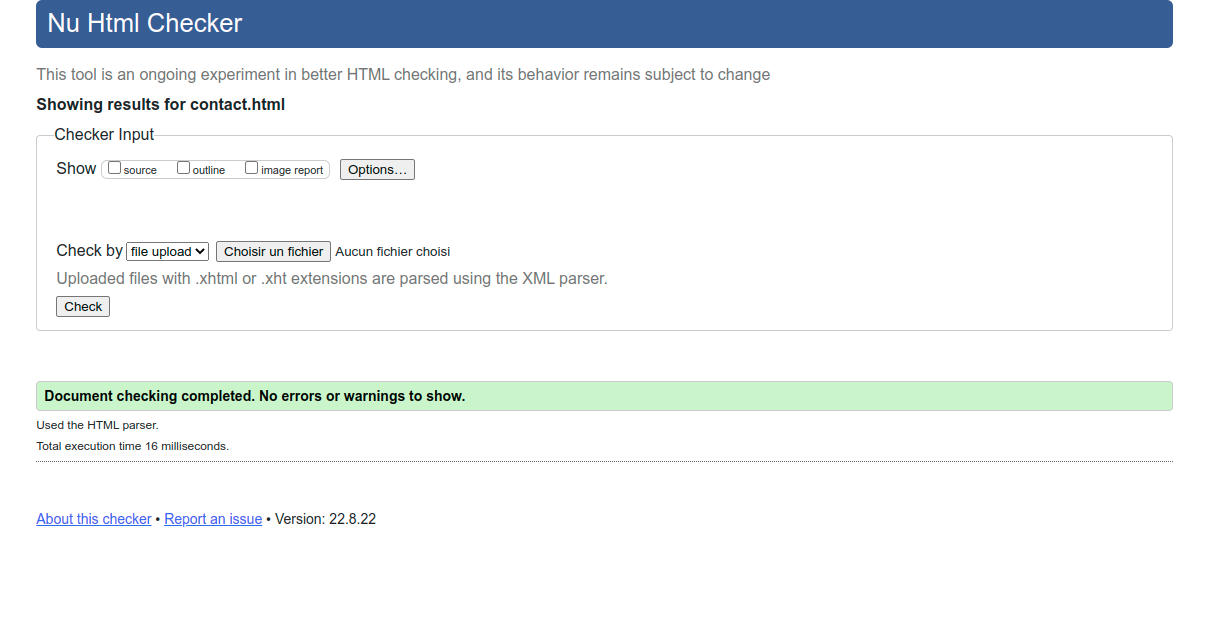 Nu Html Checker
This tool is an ongoing experiment in better HTML checking, and its behavior remains subject to change
Showing results for contact.html
Checker Input
Show source outline image report Options…
Check by file upload Choisir un fichier Aucun fichier choisi
Uploaded files with .xhtml or .xht extensions are parsed using the XML parser.
Check
Document checking completed. No errors or warnings to show.
Used the HTML parser.
Total execution time 16 milliseconds.
About this checker • Report an issue • Version: 22.8.22